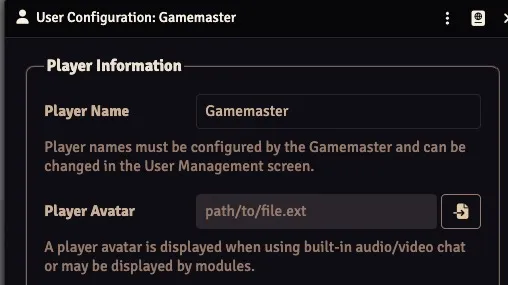 User Configuration: Gamemaster
Player Information
Player Name
Gamemaster
Player names must be configured by the Gamemaster and can be
changed in the User Management screen.
Player Avatar
path/to/file.ext
A player avatar is displayed when using built-in audio/video chat
or may be displayed by modules.